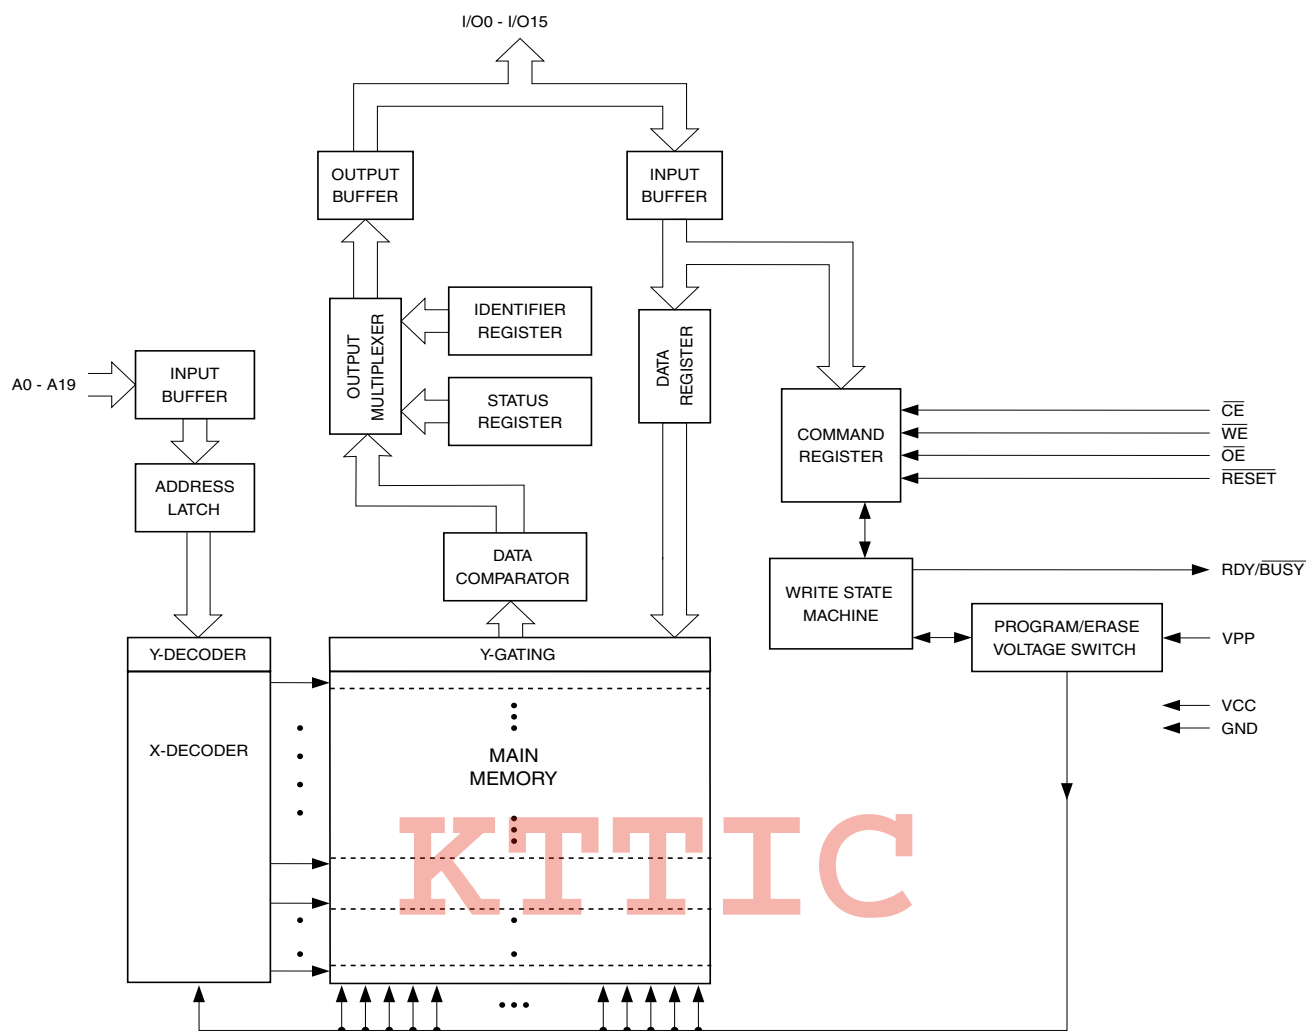 I/O0 - I/O15
OUTPUT
BUFFER
INPUT
BUFFER
IDENTIFIER
REGISTER
OUTPUT
MULTIPLEXER
DATA
REGISTER
A0 - A19
INPUT
BUFFER
STATUS
REGISTER
COMMAND
REGISTER
CE
WE
OE
RESET
ADDRESS
LATCH
DATA
COMPARATOR
WRITE STATE
MACHINE
RDY/BUSY
PROGRAM/ERASE
VOLTAGE SWITCH
VPP
Y-DECODER
Y-GATING
VCC
GND
X-DECODER
MAIN
MEMORY
KTTIC